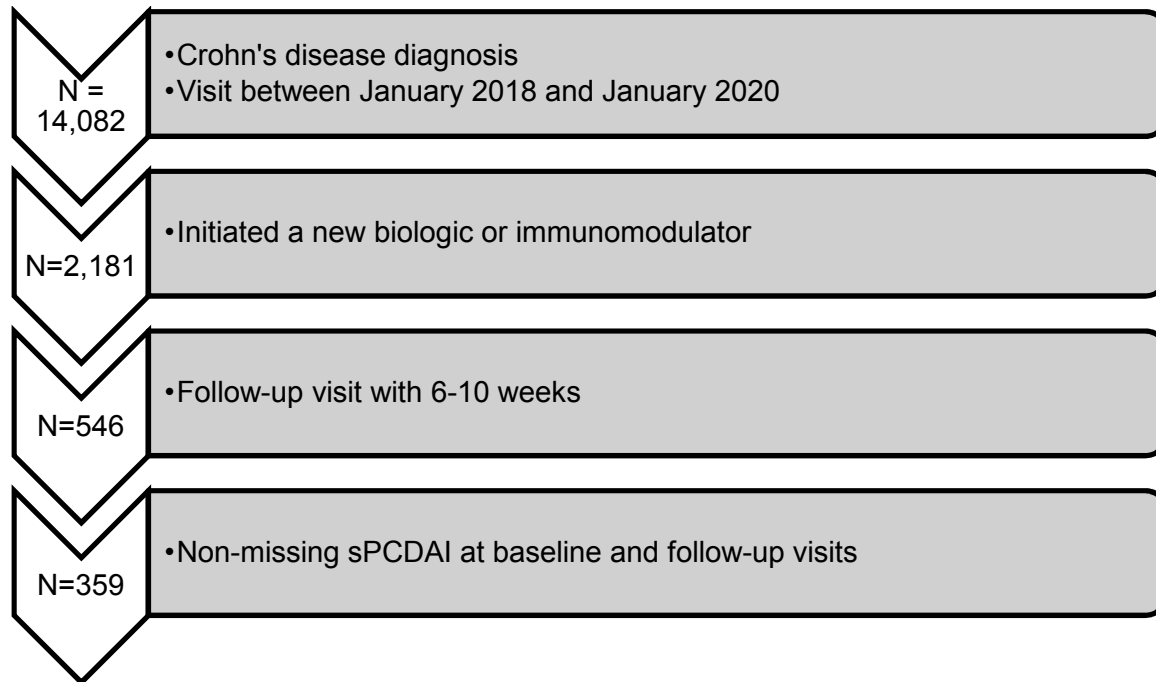 N =
14,082
•Crohn's disease diagnosis
•Visit between January 2018 and January 2020
N=2,181
•Initiated a new biologic or immunomodulator
N=546
•Follow-up visit with 6-10 weeks
N=359
•Non-missing sPCDAI at baseline and follow-up visits